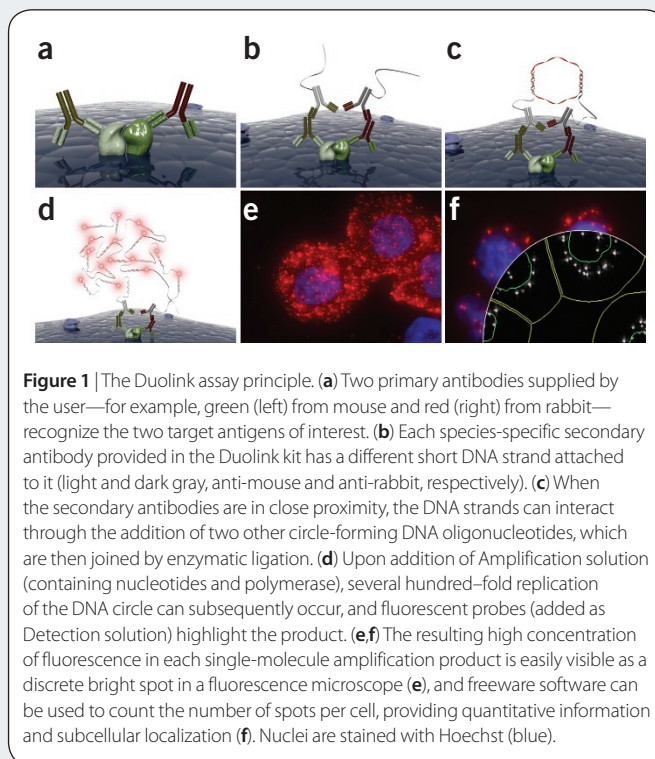 a
b
c
d
e
f
Figure 1 | The Duolink assay principle. (a) Two primary antibodies supplied by
the user—for example, green (left) from mouse and red (right) from rabbit—
recognize the two target antigens of interest. (b) Each species-specific secondary
antibody provided in the Duolink kit has a different short DNA strand attached
to it (light and dark gray, anti-mouse and anti-rabbit, respectively). (c) When
the secondary antibodies are in close proximity, the DNA strands can interact
through the addition of two other circle-forming DNA oligonucleotides, which
are then joined by enzymatic ligation. (d) Upon addition of Amplification solution
(containing nucleotides and polymerase), several hundred–fold replication
of the DNA circle can subsequently occur, and fluorescent probes (added as
Detection solution) highlight the product. (e,f) The resulting high concentration
of fluorescence in each single-molecule amplification product is easily visible as a
discrete bright spot in a fluorescence microscope (e), and freeware software can
be used to count the number of spots per cell, providing quantitative information
and subcellular localization (f). Nuclei are stained with Hoechst (blue).